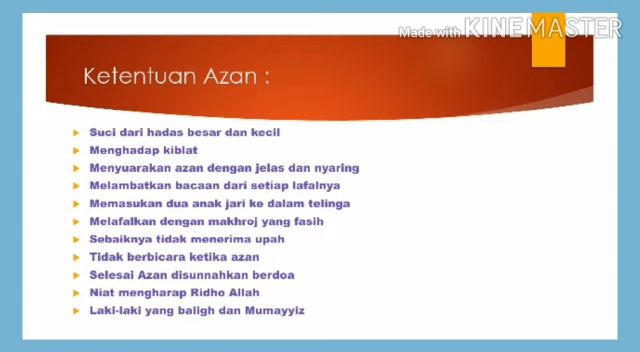 Made with KINEMASTER
Ketentuan Azan :
Suci dari hadas besar dan kecil
Menghadap kiblat
Menyuarakan azan dengan jelas dan nyaring
Melambatkan bacaan dari setiap lafalnya
Memasukan dua anak jari ke dalam telinga
Melafalkan dengan makhroj yang fasih
Sebaiknya tidak menerima upah
Tidak berbicara ketika azan
Selesai Azan disunnahkan berdoa
Niat mengharap Ridho Allah
Laki-laki yang baligh dan Mumayyiz